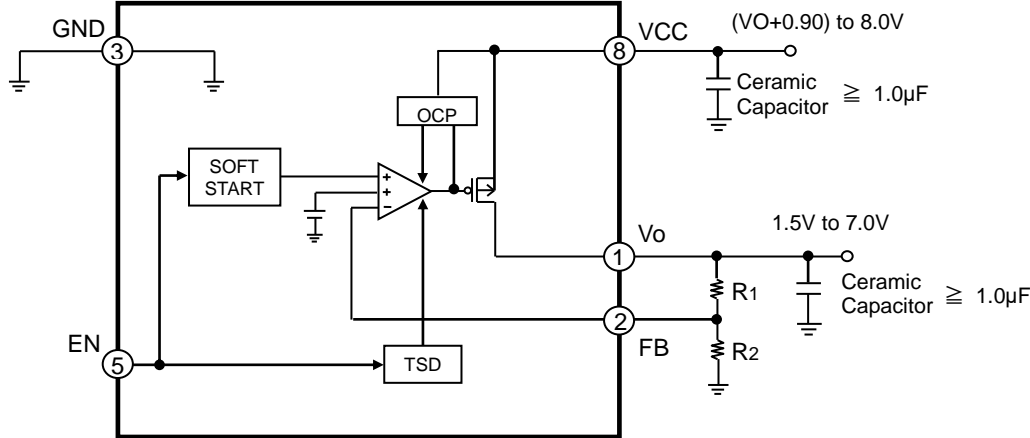 GND
3
VCC
8
(VO+0.90) to 8.0V
Ceramic
Capacitor ≧ 1.0µF
OCP
SOFT
START
+
+
−
Vo
1
1.5V to 7.0V
Ceramic
Capacitor ≧ 1.0µF
R1
2
FB
R2
EN
5
TSD